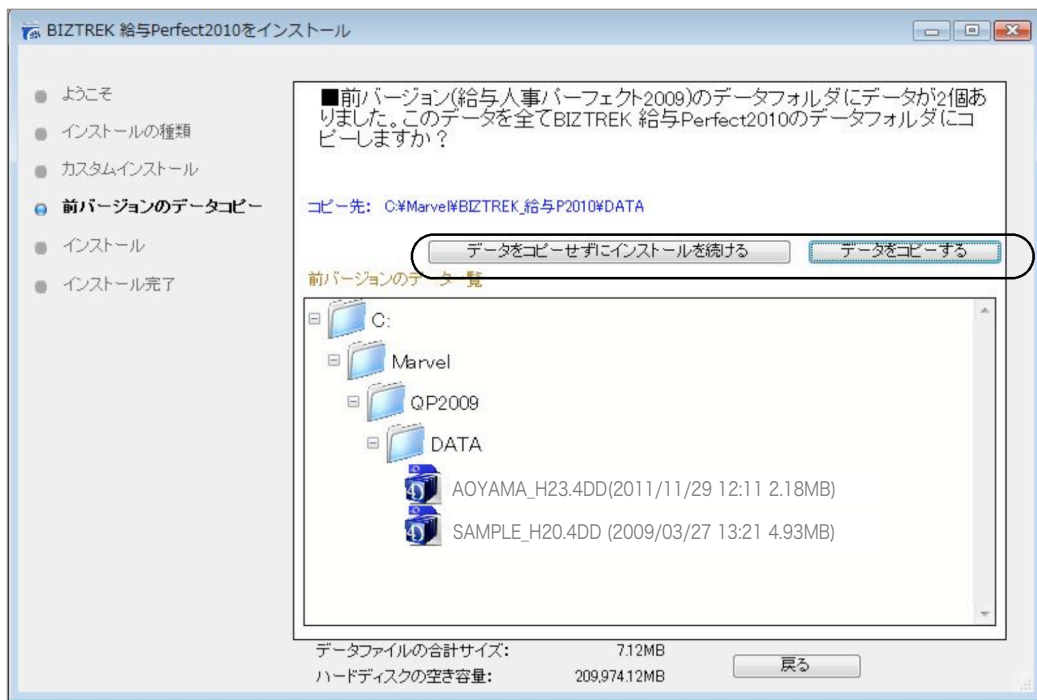 BIZTREK 給与Perfect2010をインストール
ようこそ
インストールの種類
カスタムインストール
前バージョンのデータコピー
インストール
インストール完了
■前バージョン(給与人事パーフェクト2009)のデータフォルダにデータが2個あ
りました。このデータを全てBIZTREK 給与Perfect2010のデータフォルダにコ
ピーしますか？
コピー先: C:¥Marvel¥BIZTREK_給与P2010¥DATA
データをコピーせずにインストールを続ける
データをコピーする
前バージョンのデータ一覧
C:
Marvel
QP2009
DATA
AOYAMA_H23.4DD(2011/11/29 12:11 2.18MB)
SAMPLE_H20.4DD (2009/03/27 13:21 4.93MB)
データファイルの合計サイズ: 7.12MB
ハードディスクの空き容量: 209,974.12MB
戻る